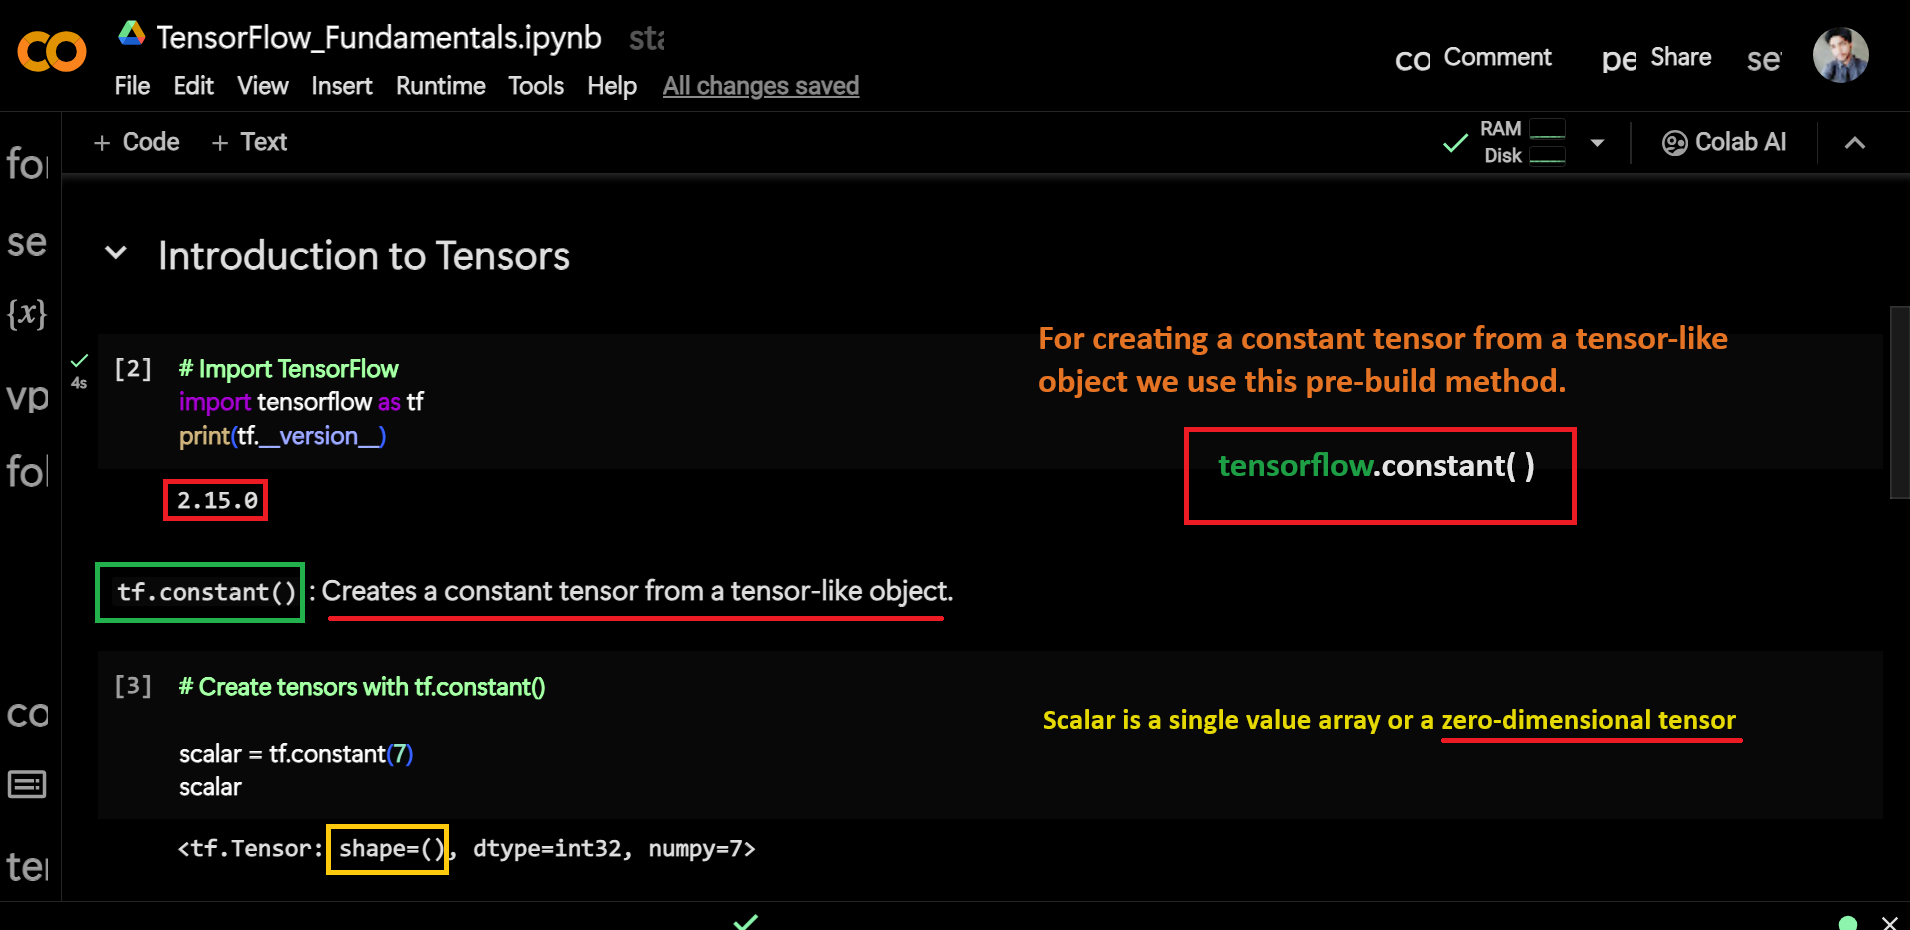 CO
TensorFlow_Fundamentals.ipynb sta
File Edit View Insert Runtime Tools Help All changes saved
co Comment pe Share se
+ Code + Text
RAM
Disk
Colab AI
for
se
{x}
vp
fol
co
ter
Introduction to Tensors
4s
[2] # Import TensorFlow
import tensorflow as tf
print(tf.__version__)
2.15.0
For creating a constant tensor from a tensor-like
object we use this pre-build method.
tensorflow.constant( )
tf.constant() : Creates a constant tensor from a tensor-like object.
[3] # Create tensors with tf.constant()
scalar = tf.constant(7)
scalar
Scalar is a single value array or a zero-dimensional tensor
<tf.Tensor: shape=(), dtype=int32, numpy=7>